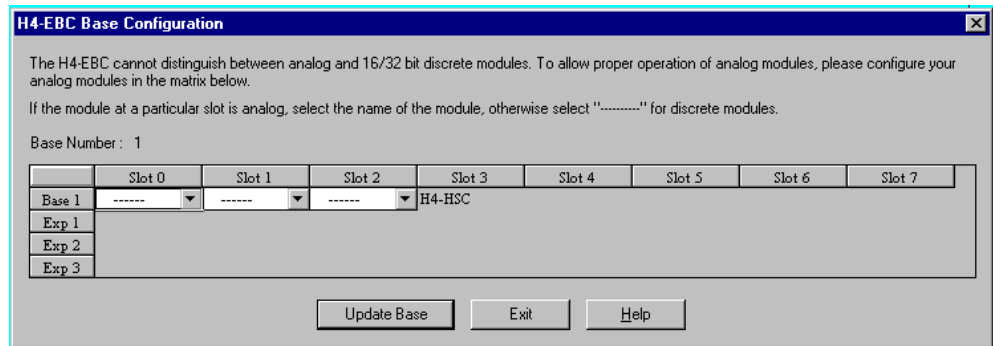 H4-EBC Base Configuration
The H4-EBC cannot distinguish between analog and 16/32 bit discrete modules. To allow proper operation of analog modules, please configure your
analog modules in the matrix below.
If the module at a particular slot is analog, select the name of the module, otherwise select "----------" for discrete modules.
Base Number : 1
Slot 0 Slot 1 Slot 2 Slot 3 Slot 4 Slot 5 Slot 6 Slot 7
Base 1 ------ ------ ------ H4-HSC
Exp 1
Exp 2
Exp 3
Update Base Exit Help